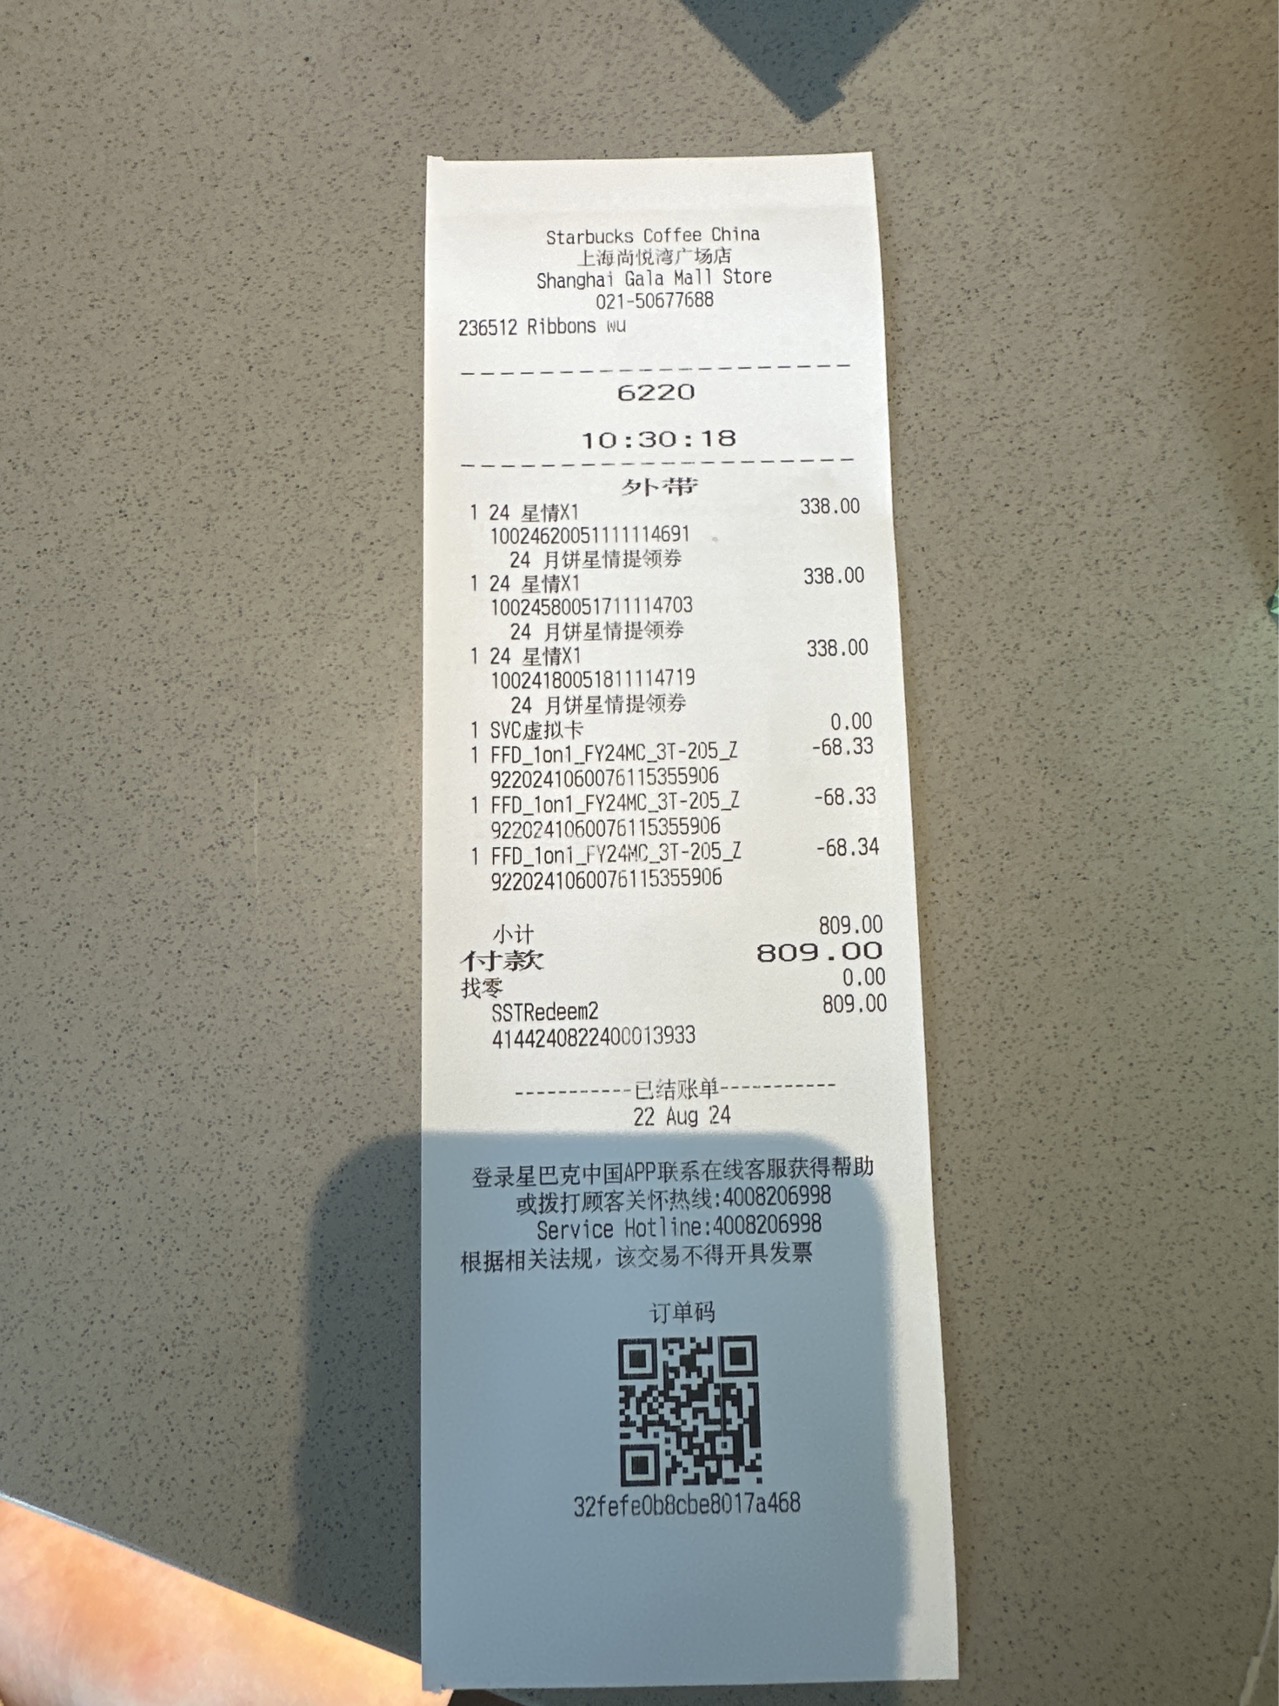 Starbucks Coffee China
上海尚悦湾广场店
Shanghai Gala Mall Store
021-50677688
236512 Ribbons wu
6220
10:30:18
外带
1 24 星情X1 338.00
10024620051111114691
24 月饼星情提领券
1 24 星情X1 338.00
10024580051711114703
24 月饼星情提领券
1 24 星情X1 338.00
10024180051811114719
24 月饼星情提领券
1 SVC虚拟卡 0.00
1 FFD_1on1_FY24MC_3T-205_Z -68.33
9220241060076115355906
1 FFD_1on1_FY24MC_3T-205_Z -68.33
9220241060076115355906
1 FFD_1on1_FY24MC_3T-205_Z -68.34
9220241060076115355906
小计 809.00
付款 809.00
找零 0.00
SSTRedeem2 809.00
4144240822400013933
-----------已结账单-----------
22 Aug 24
登录星巴克中国APP联系在线客服获得帮助
或拨打顾客关怀热线:4008206998
Service Hotline:4008206998
根据相关法规，该交易不得开具发票
订单码
32fefe0b8cbe8017a468